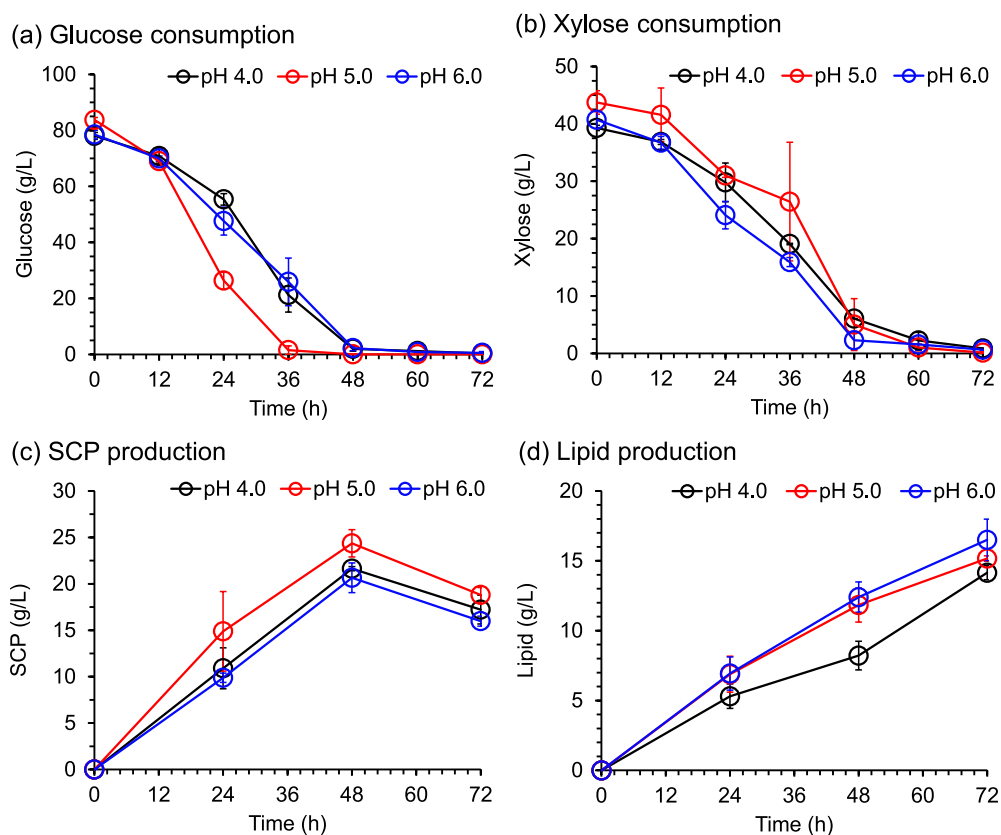 (a) Glucose consumption
pH 4.0 pH 5.0 pH 6.0
Glucose (g/L)
100
80
60
40
20
0
0 12 24 36 48 60 72
Time (h)
(b) Xylose consumption
pH 4.0 pH 5.0 pH 6.0
Xylose (g/L)
50
40
30
20
10
0
0 12 24 36 48 60 72
Time (h)
(c) SCP production
pH 4.0 pH 5.0 pH 6.0
SCP (g/L)
30
25
20
15
10
5
0
0 12 24 36 48 60 72
Time (h)
(d) Lipid production
pH 4.0 pH 5.0 pH 6.0
Lipid (g/L)
20
15
10
5
0
0 12 24 36 48 60 72
Time (h)